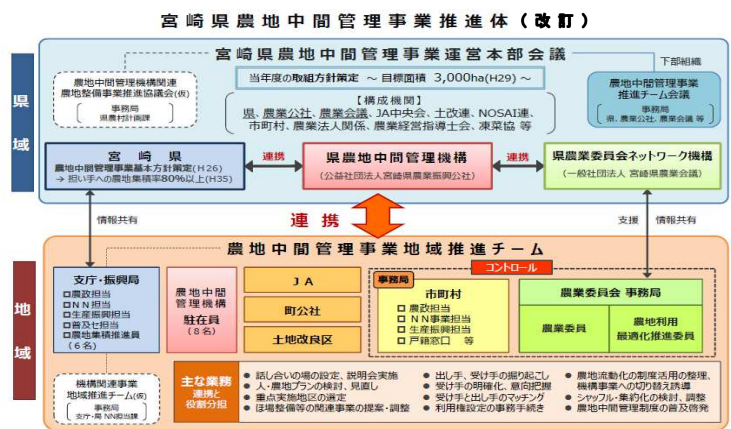 宮崎県農地中間管理事業推進体（改訂）
宮崎県農地中間管理事業運営本部会議
下部組織
農地中間管理機構関連
農地整備事業推進協議会(仮)
事務局
県農村計画課
当年度の取組方針策定 ～ 目標面積 3,000ha(H29) ～
【構成機関】
県、農業公社、農業会議、JA中央会、土改連、NOSAI連、
市町村、農業法人関係、農業経営指導士会、凍菜協 等
農地中間管理事業
推進チーム会議
事務局
県、農業公社、農業会議 等
県域
宮崎県
農地中間管理事業基本方針策定(H26)
→ 担い手への農地集積率80%以上(H35)
連携
県農地中間管理機構
(公益社団法人宮崎県農業振興公社)
連携
県農業委員会ネットワーク機構
(一般社団法人 宮崎県農業会議)
情報共有
連携
支援
情報共有
地域
農地中間管理事業地域推進チーム
コントロール
支庁・振興局
□農政担当
□NN担当
□生産振興担当
□普及セ担当
□農地集積推進員
(6名)
農地中間
管理機構
駐在員
(8名)
JA
町公社
土地改良区
事務局
市町村
□ 農政担当
□ NN事業担当
□ 生産振興担当
□ 戸籍窓口 等
農業委員会 事務局
農業委員
農地利用
最適化推進委員
機構関連事業
地域推進チーム(仮)
事務局
支庁・局 NN担当課
主な業務
連携と
役割分担
● 話し合いの場の設定、説明会実施
● 人・農地プランの検討、見直し
● 重点実施地区の選定
● ほ場整備等の関連事業の提案・調整
● 出し手、受け手の掘り起こし
● 受け手の明確化、意向把握
● 受け手と出し手のマッチング
● 利用権設定の事務手続き
● 農地流動化の制度活用の整理、
機構事業への切り替え誘導
● シャッフル・集約化の検討、調整
● 農地中間管理制度の普及啓発